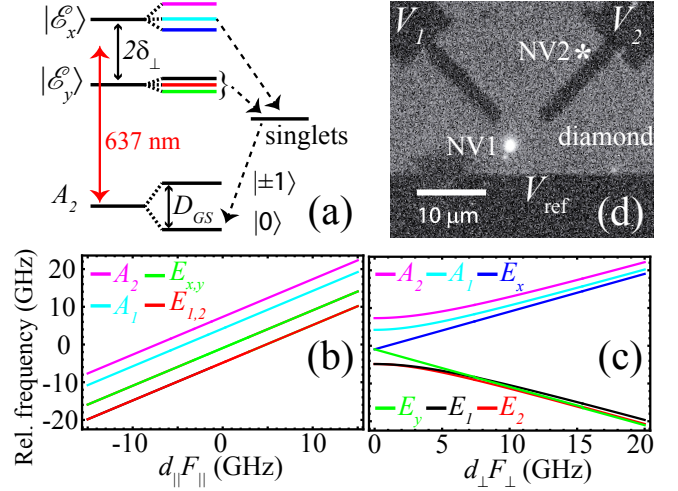 |ℰx⟩
2δ⊥
|ℰy⟩
}
637 nm
singlets
A2
DGS
|±1⟩
|0⟩
(a)
V1
V2
NV2 *
NV1
diamond
10 μm
Vref
(d)
Rel. frequency (GHz)
20
10
0
-10
-20
A2 Ex,y
A1 E1,2
(b)
-10 0 10
d∥F∥ (GHz)
A2 A1 Ex
(c)
Ey E1 E2
0 5 10 15 20
d⊥F⊥ (GHz)